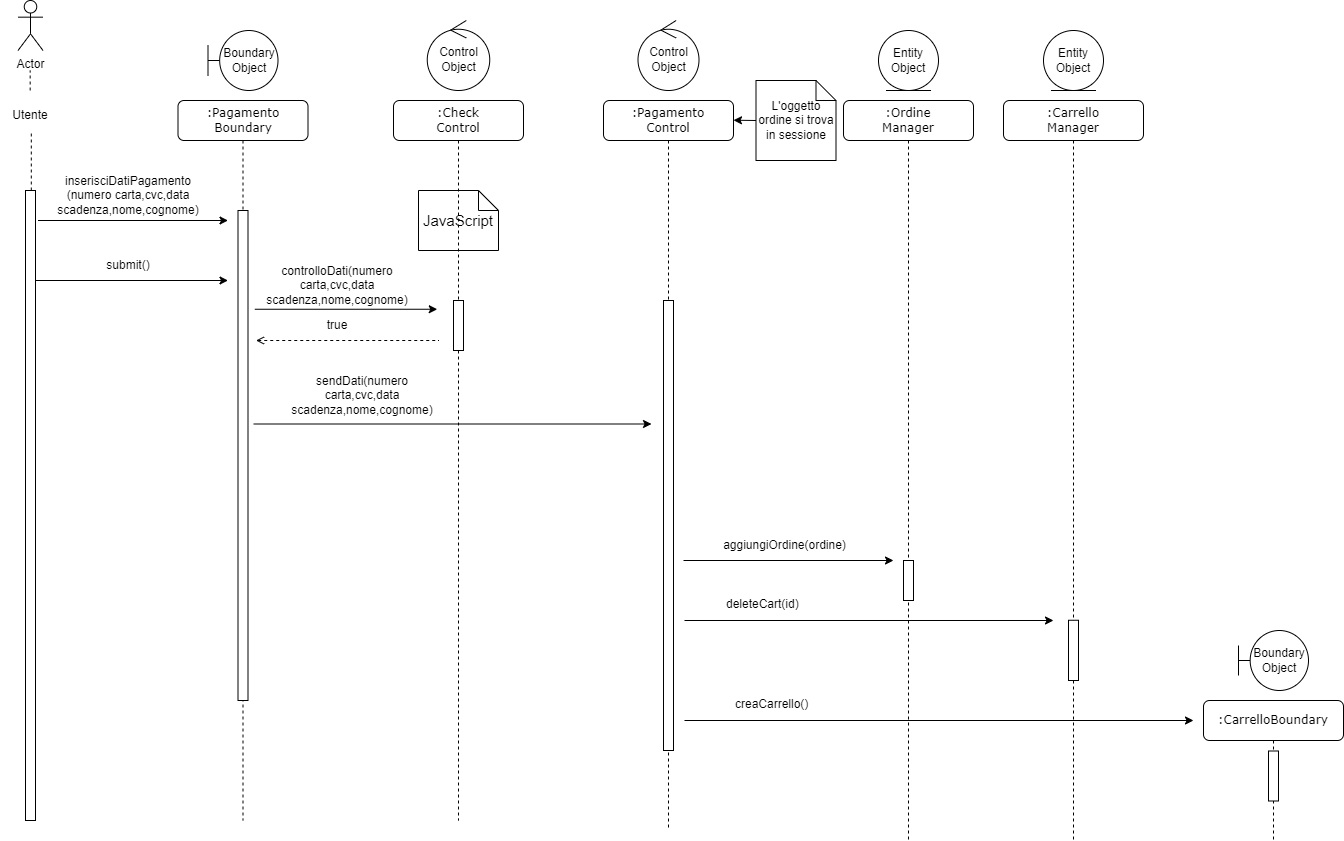 Actor
Utente
Boundary
Object
:Pagamento
Boundary
Control
Object
:Check
Control
Control
Object
:Pagamento
Control
L'oggetto
ordine si trova
in sessione
Entity
Object
:Ordine
Manager
Entity
Object
:Carrello
Manager
inserisciDatiPagamento
(numero carta,cvc,data
scadenza,nome,cognome)
JavaScript
submit()
controlloDati(numero
carta,cvc,data
scadenza,nome,cognome)
true
sendDati(numero
carta,cvc,data
scadenza,nome,cognome)
aggiungiOrdine(ordine)
deleteCart(id)
creaCarrello()
Boundary
Object
:CarrelloBoundary